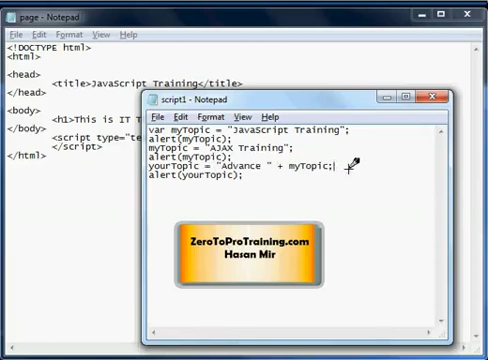 page - Notepad
File Edit Format View Help
<!DOCTYPE html>
<html>
<head>
<title>JavaScript Training</title>
</head>
<body>
<h1>This is IT T
</body>
<script type="te
</script>
</html>
script1 - Notepad
File Edit Format View Help
var myTopic = "JavaScript Training";
alert(myTopic);
myTopic = "AJAX Training";
alert(myTopic);
yourTopic = "Advance " + myTopic;
alert(yourTopic);
ZeroToProTraining.com
Hasan Mir